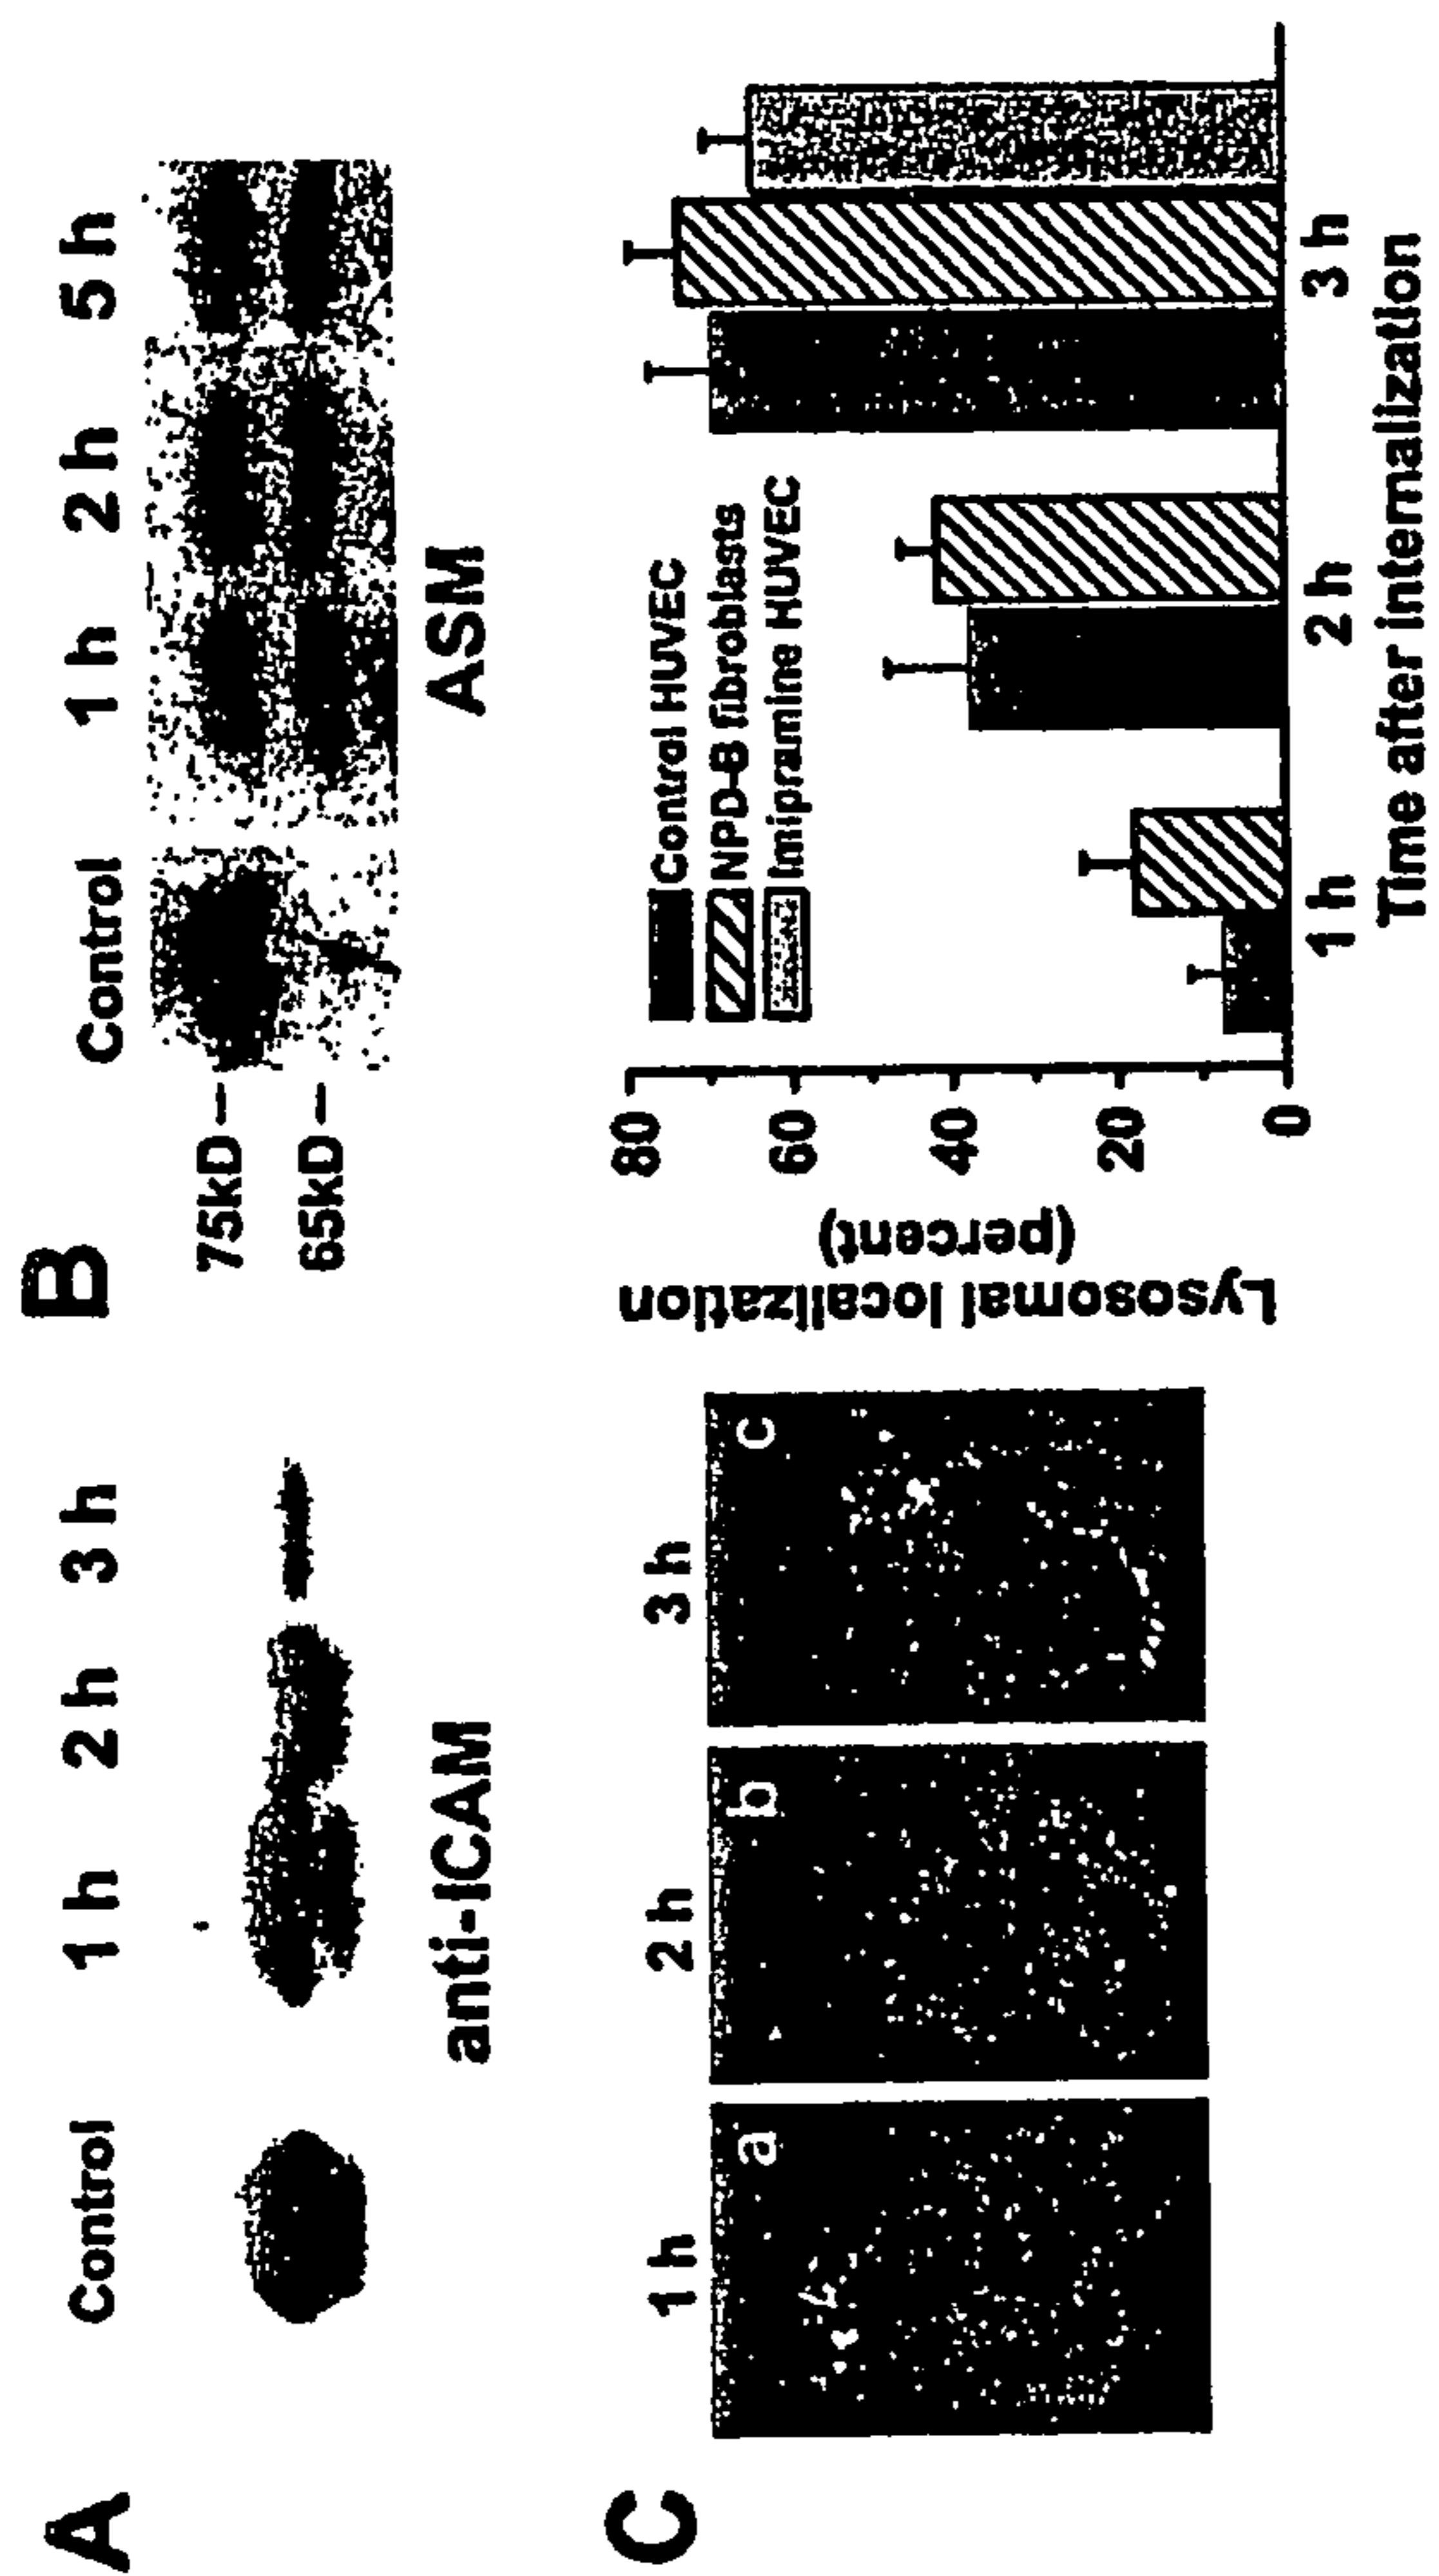 A
Control 1 h 2 h 3 h
anti-ICAM
B
Control 1 h 2 h 5 h
75kD
65kD
ASM
C
1 h 2 h 3 h
a b c
Lysosomal localization
(percent)
80
60
40
20
0
Control HUVEC
NPD-B fibroblasts
Imipramine HUVEC
1 h 2 h 3 h
Time after internalization